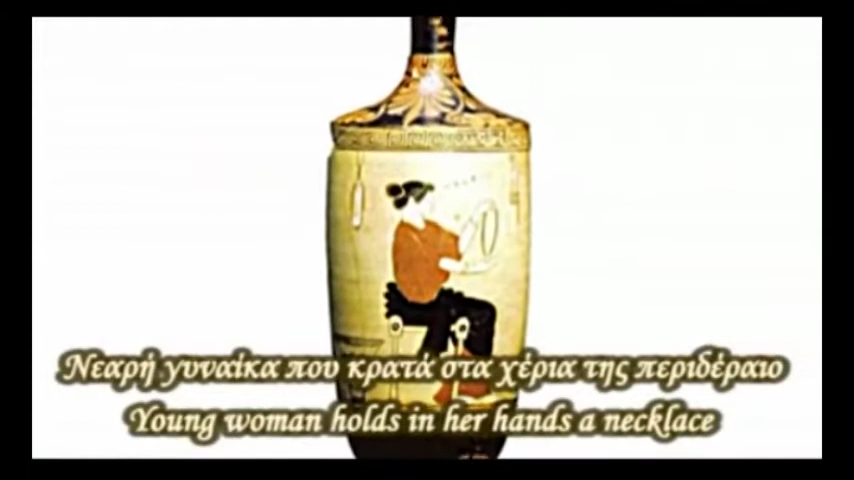 Νεαρή γυναίκα που κρατά στα χέρια της περιδέραιο
Young woman holds in her hands a necklace